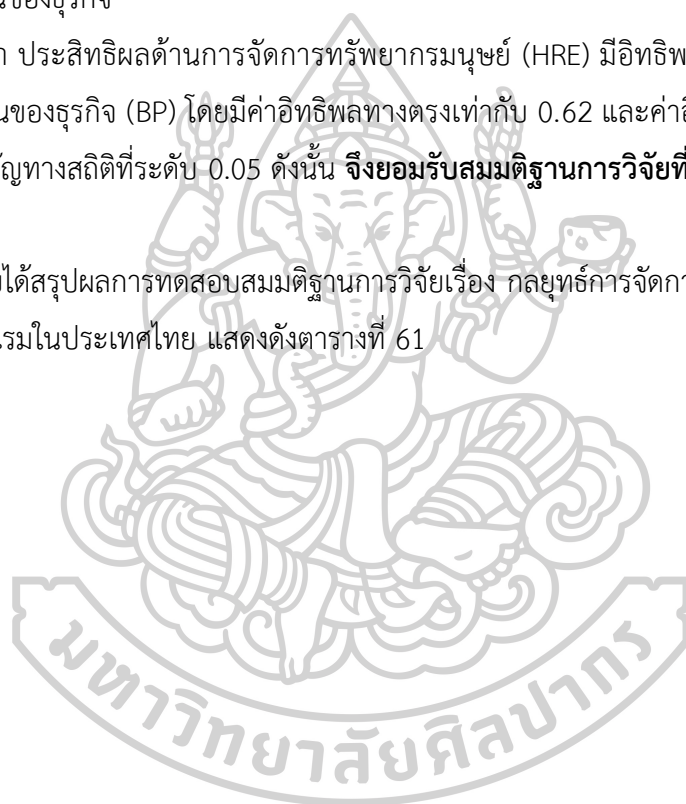 นของธุรกิจ
า ประสิทธิผลด้านการจัดการทรัพยากรมนุษย์ (HRE) มีอิทธิพ
นของธุรกิจ (BP) โดยมีค่าอิทธิพลทางตรงเท่ากับ 0.62 และค่าอิ
ัญทางสถิติที่ระดับ 0.05 ดังนั้น จึงยอมรับสมมติฐานการวิจัยที่
ได้สรุปผลการทดสอบสมมติฐานการวิจัยเรื่อง กลยุทธ์การจัดกา
รมในประเทศไทย แสดงดังตารางที่ 61
มหาวิทยาลัยศิลปากร